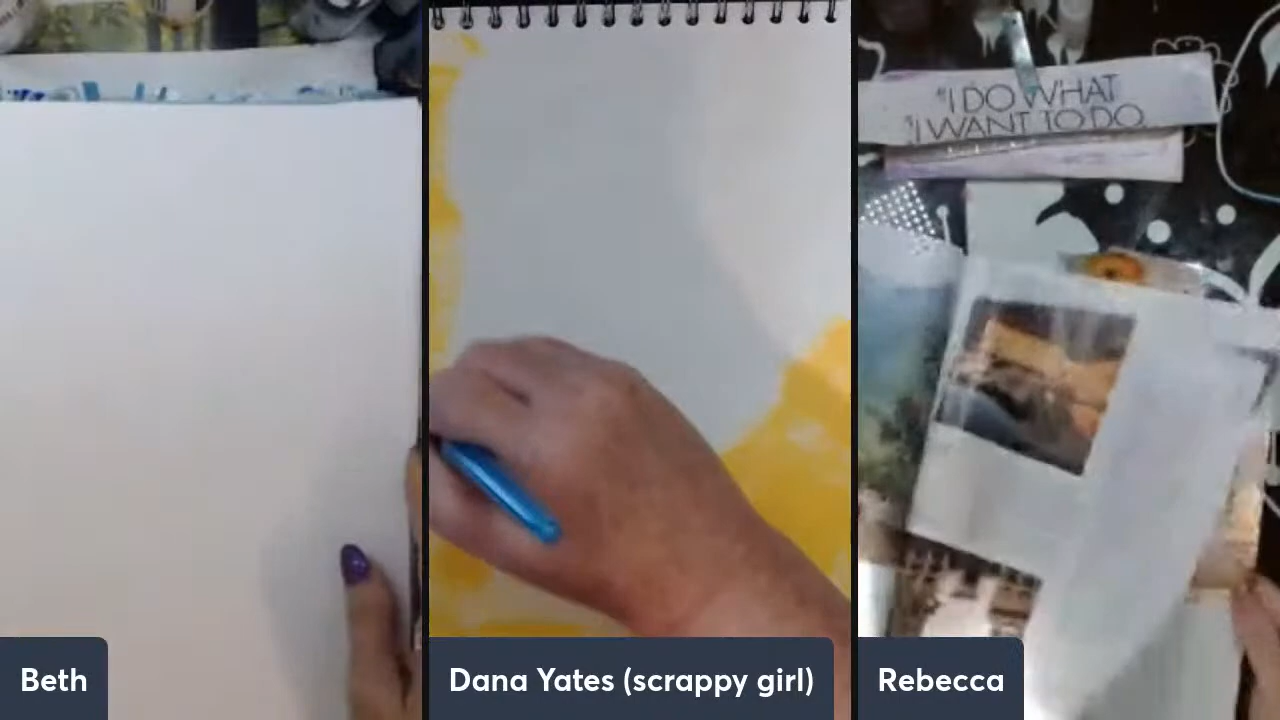 "I DO WHAT
"I WANT TO DO.
Beth
Dana Yates (scrappy girl)
Rebecca